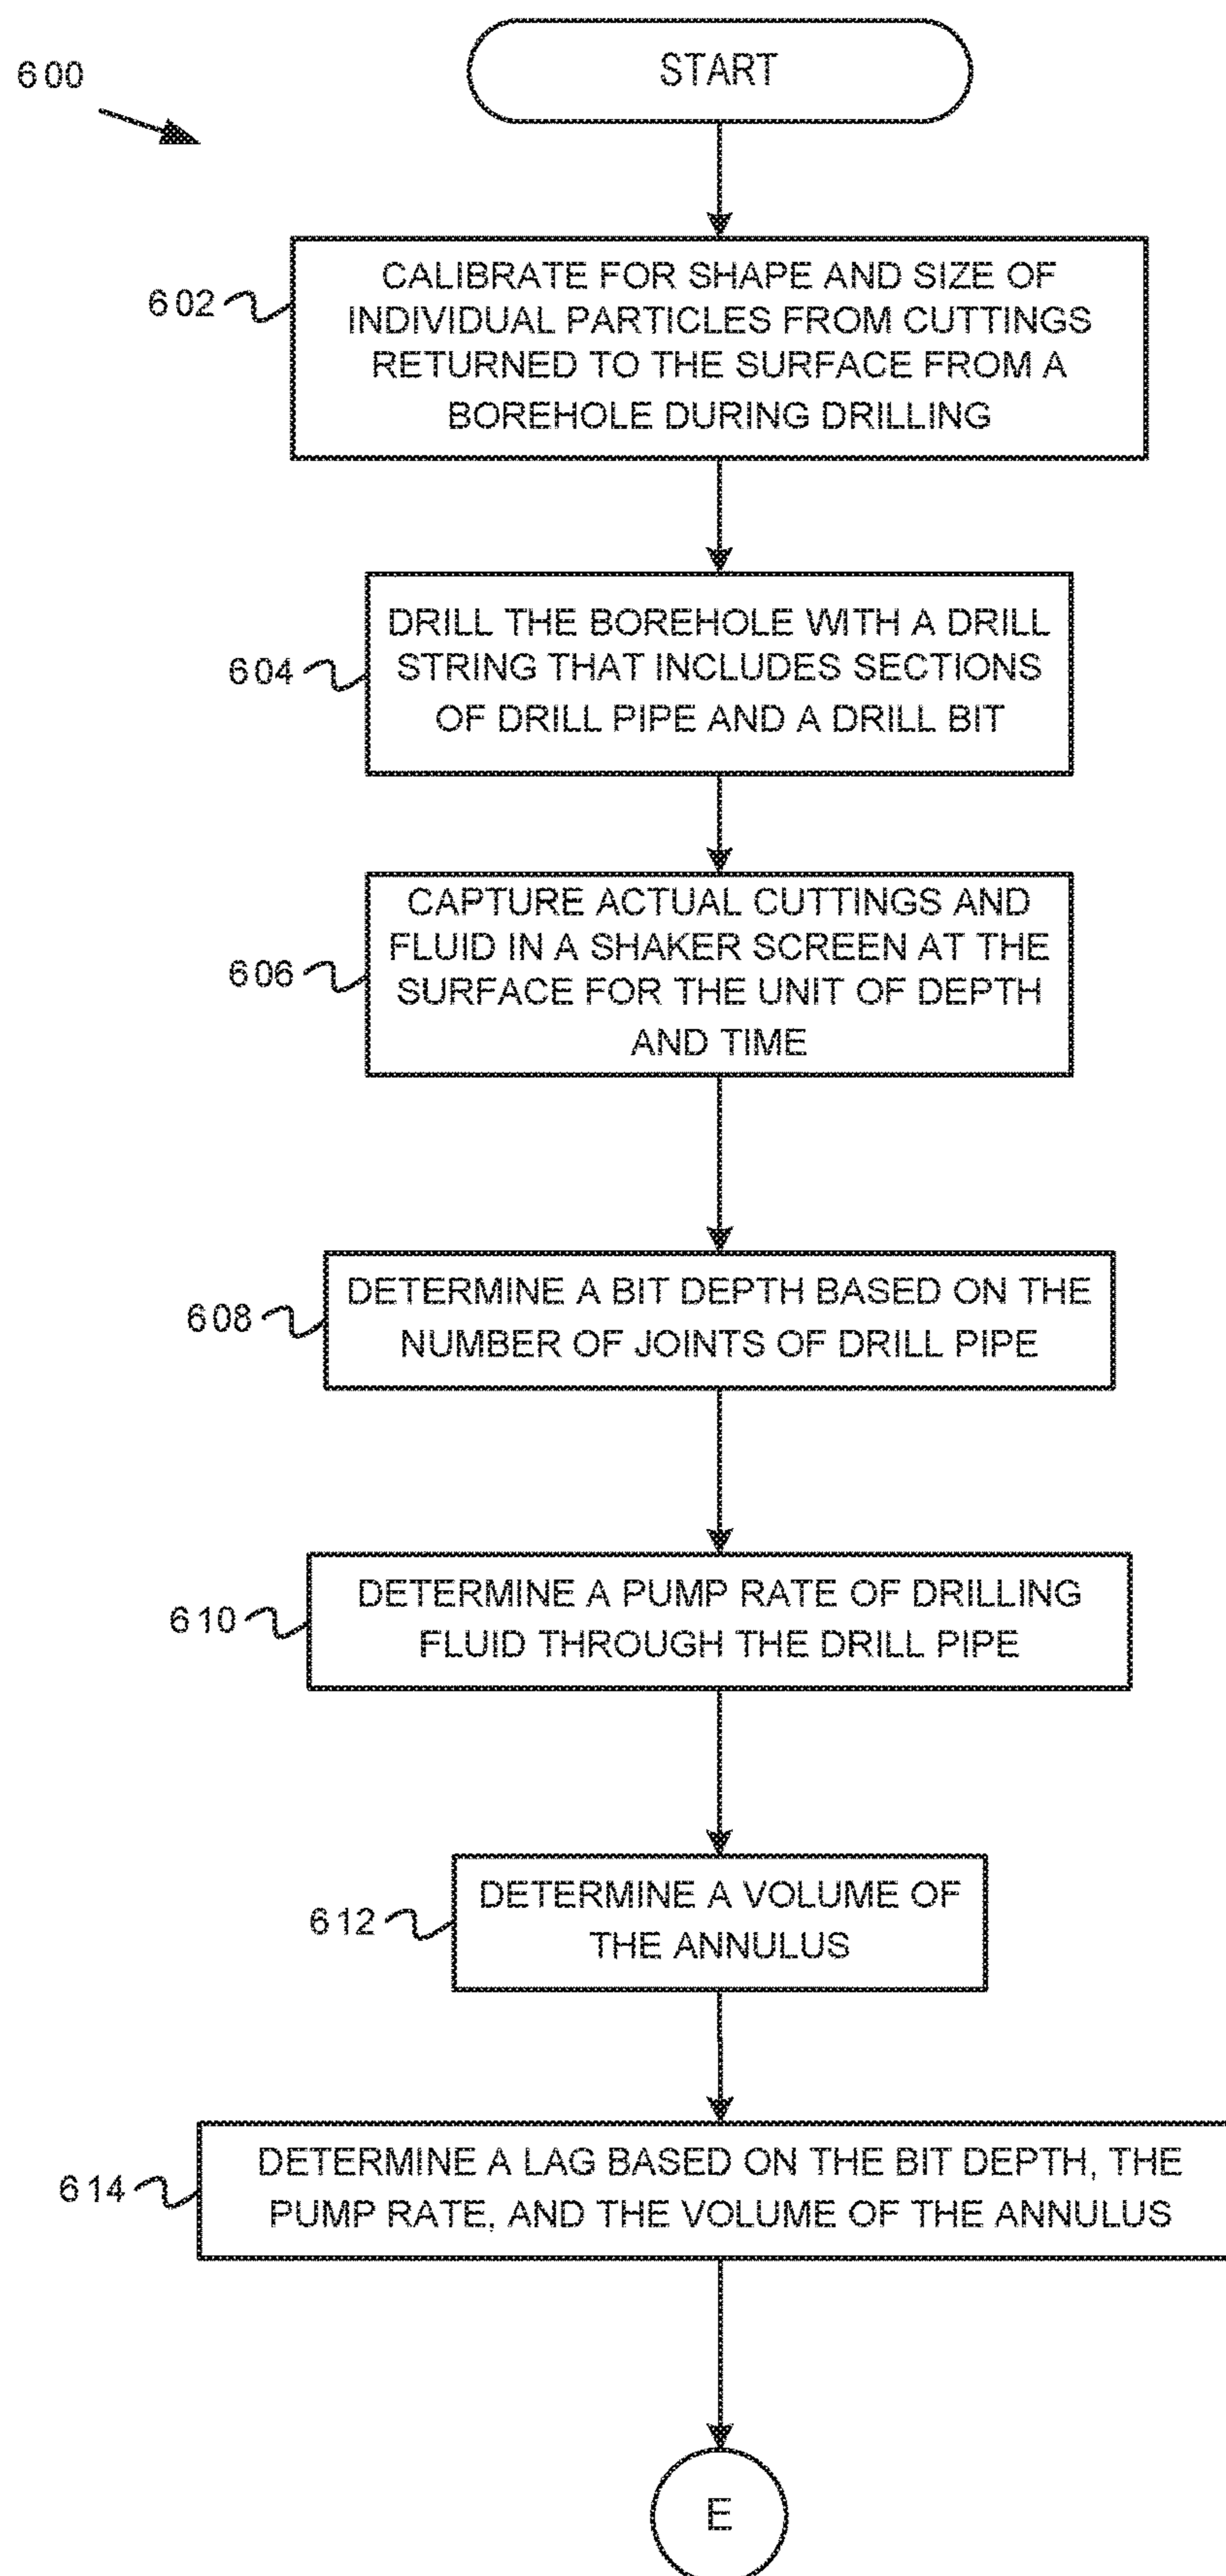 600
START
602
CALIBRATE FOR SHAPE AND SIZE OF
INDIVIDUAL PARTICLES FROM CUTTINGS
RETURNED TO THE SURFACE FROM A
BOREHOLE DURING DRILLING
604
DRILL THE BOREHOLE WITH A DRILL
STRING THAT INCLUDES SECTIONS
OF DRILL PIPE AND A DRILL BIT
606
CAPTURE ACTUAL CUTTINGS AND
FLUID IN A SHAKER SCREEN AT THE
SURFACE FOR THE UNIT OF DEPTH
AND TIME
608
DETERMINE A BIT DEPTH BASED ON THE
NUMBER OF JOINTS OF DRILL PIPE
610
DETERMINE A PUMP RATE OF DRILLING
FLUID THROUGH THE DRILL PIPE
612
DETERMINE A VOLUME OF
THE ANNULUS
614
DETERMINE A LAG BASED ON THE BIT DEPTH, THE
PUMP RATE, AND THE VOLUME OF THE ANNULUS
E